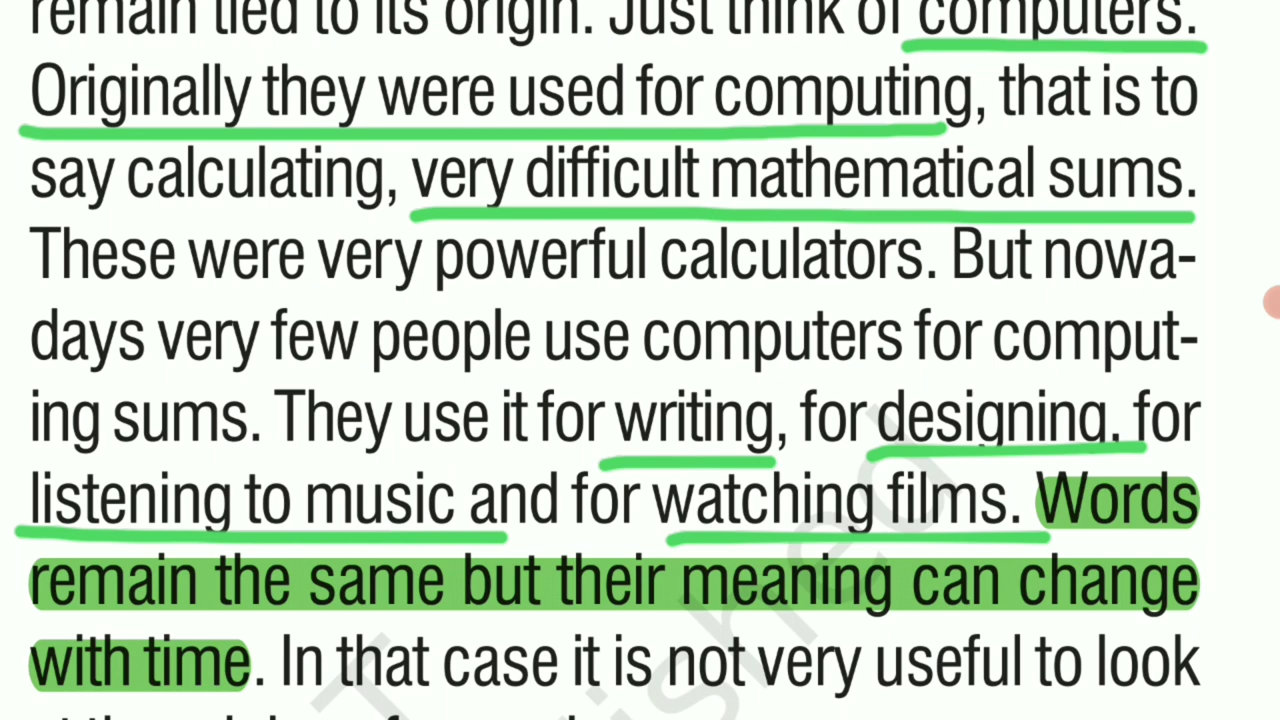 remain tied to its origin. Just think of computers.
Originally they were used for computing, that is to
say calculating, very difficult mathematical sums.
These were very powerful calculators. But nowa-
days very few people use computers for comput-
ing sums. They use it for writing, for designing, for
listening to music and for watching films. Words
remain the same but their meaning can change
with time. In that case it is not very useful to look